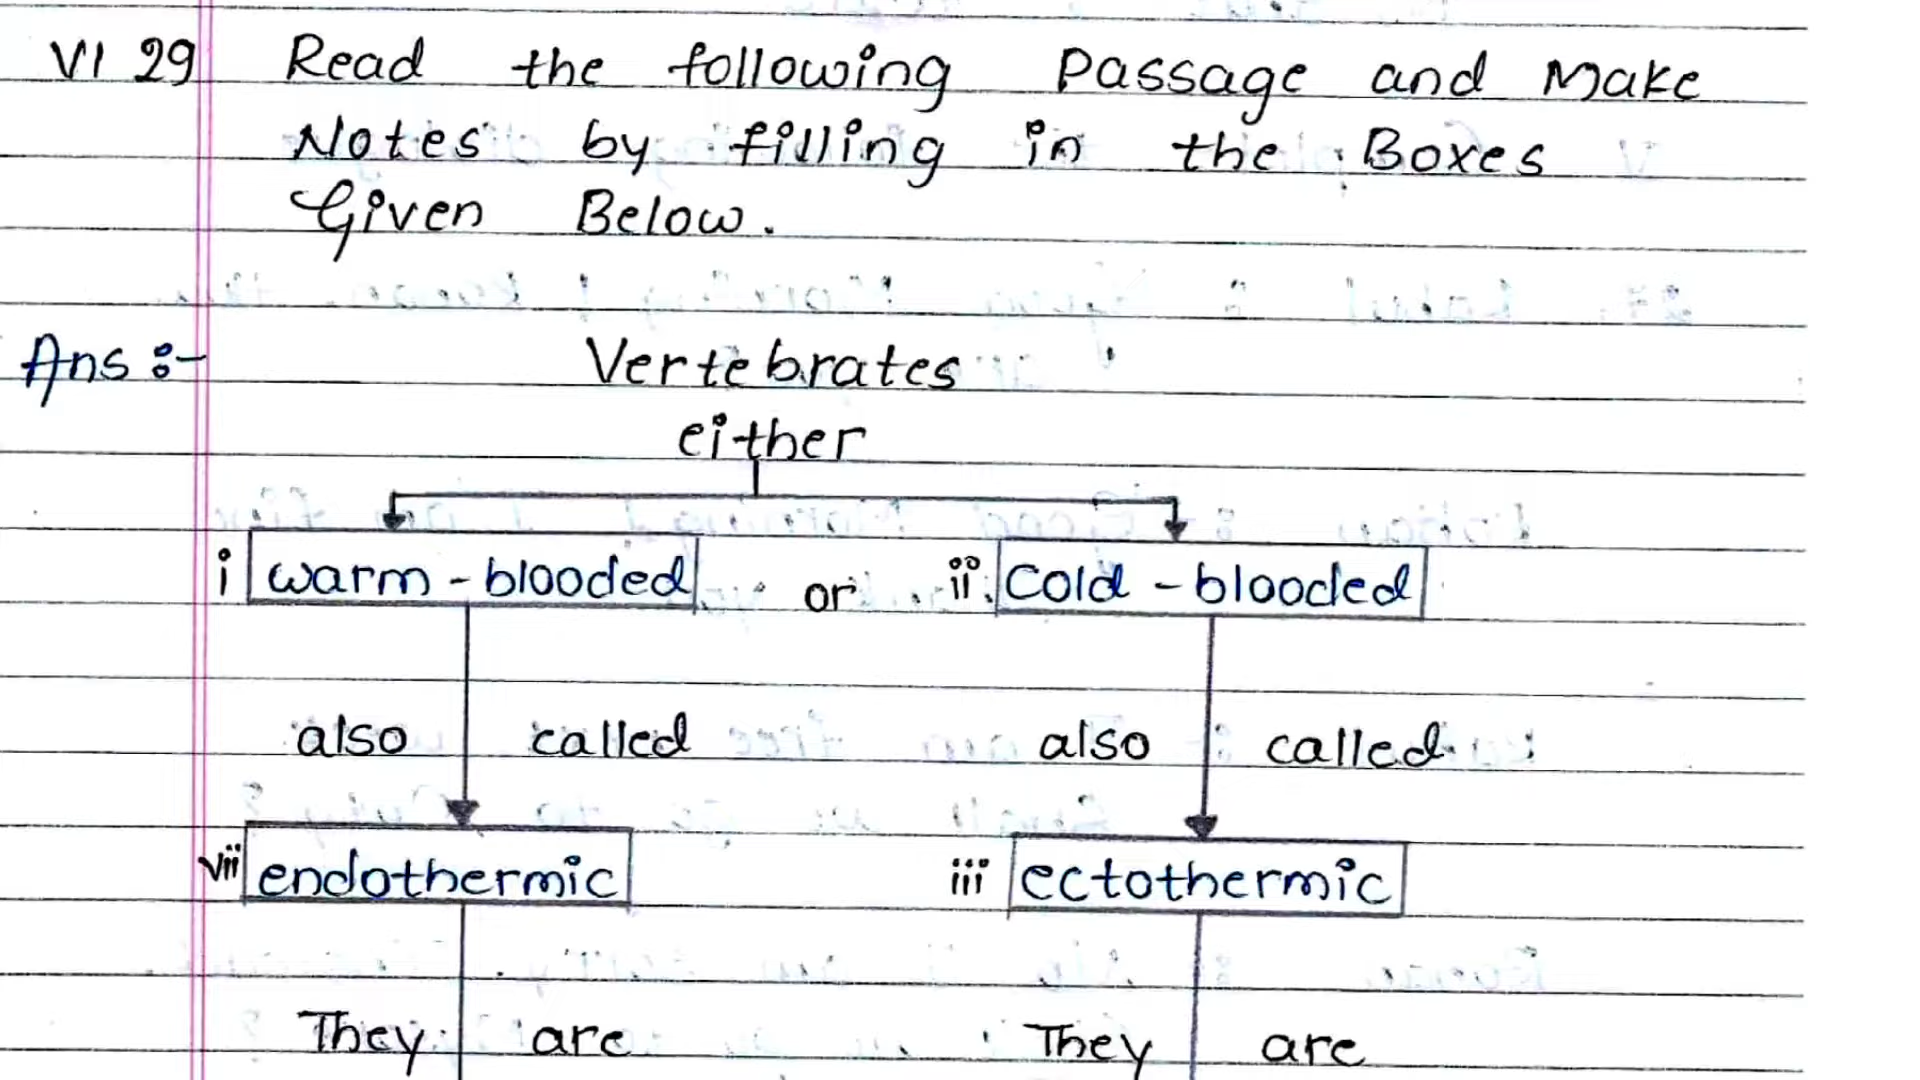 VI 29 Read the following Passage and Make
Notes by filling in the Boxes
Given Below.
Ans :- Vertebrates
either
i warm-blooded or ii. cold-blooded
also called also called
vii endothermic iii ectothermic
They are They are